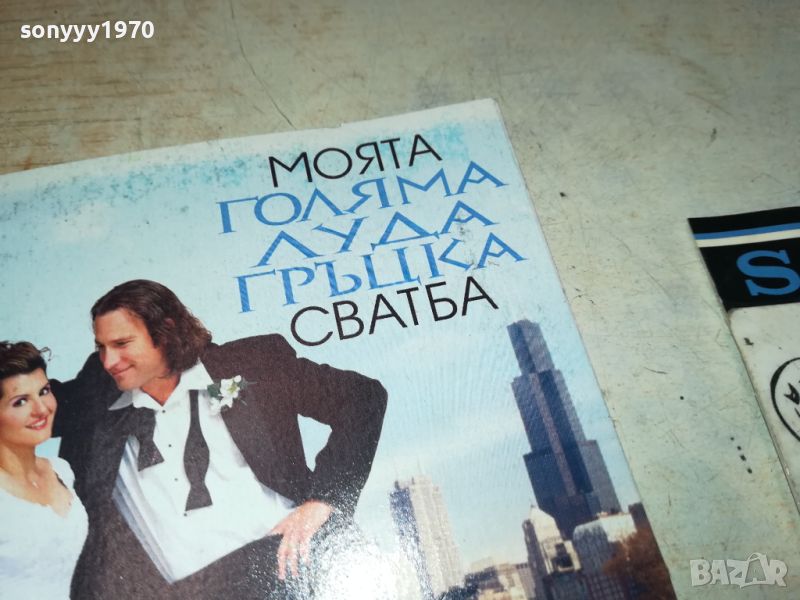 sonyyy1970
МОЯТА
ГОЛЯМА
ЛУДА
ГРЪЦКА
СВАТБА
S
BAZAR